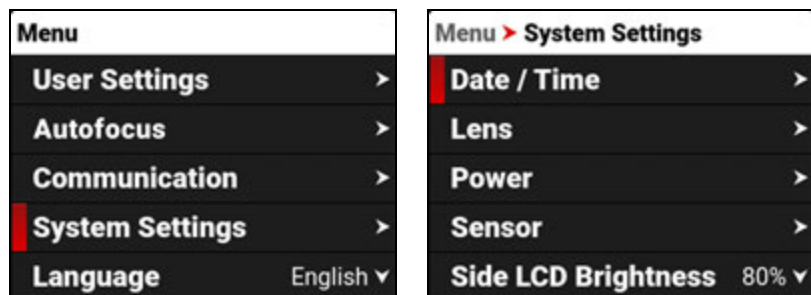 Menu
User Settings
Autofocus
Communication
System Settings
Language English
Menu > System Settings
Date / Time
Lens
Power
Sensor
Side LCD Brightness 80%